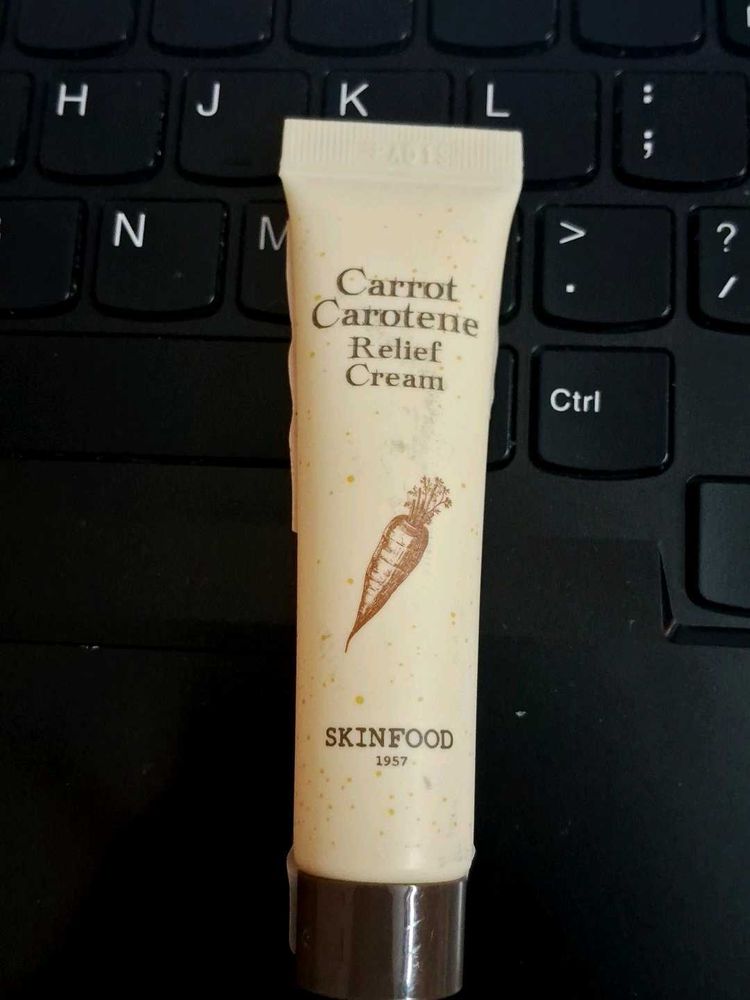 H J K L :
;
Carrot
Carotene
Relief
Cream
N M >
.
?
/
Ctrl
SKINFOOD
1957